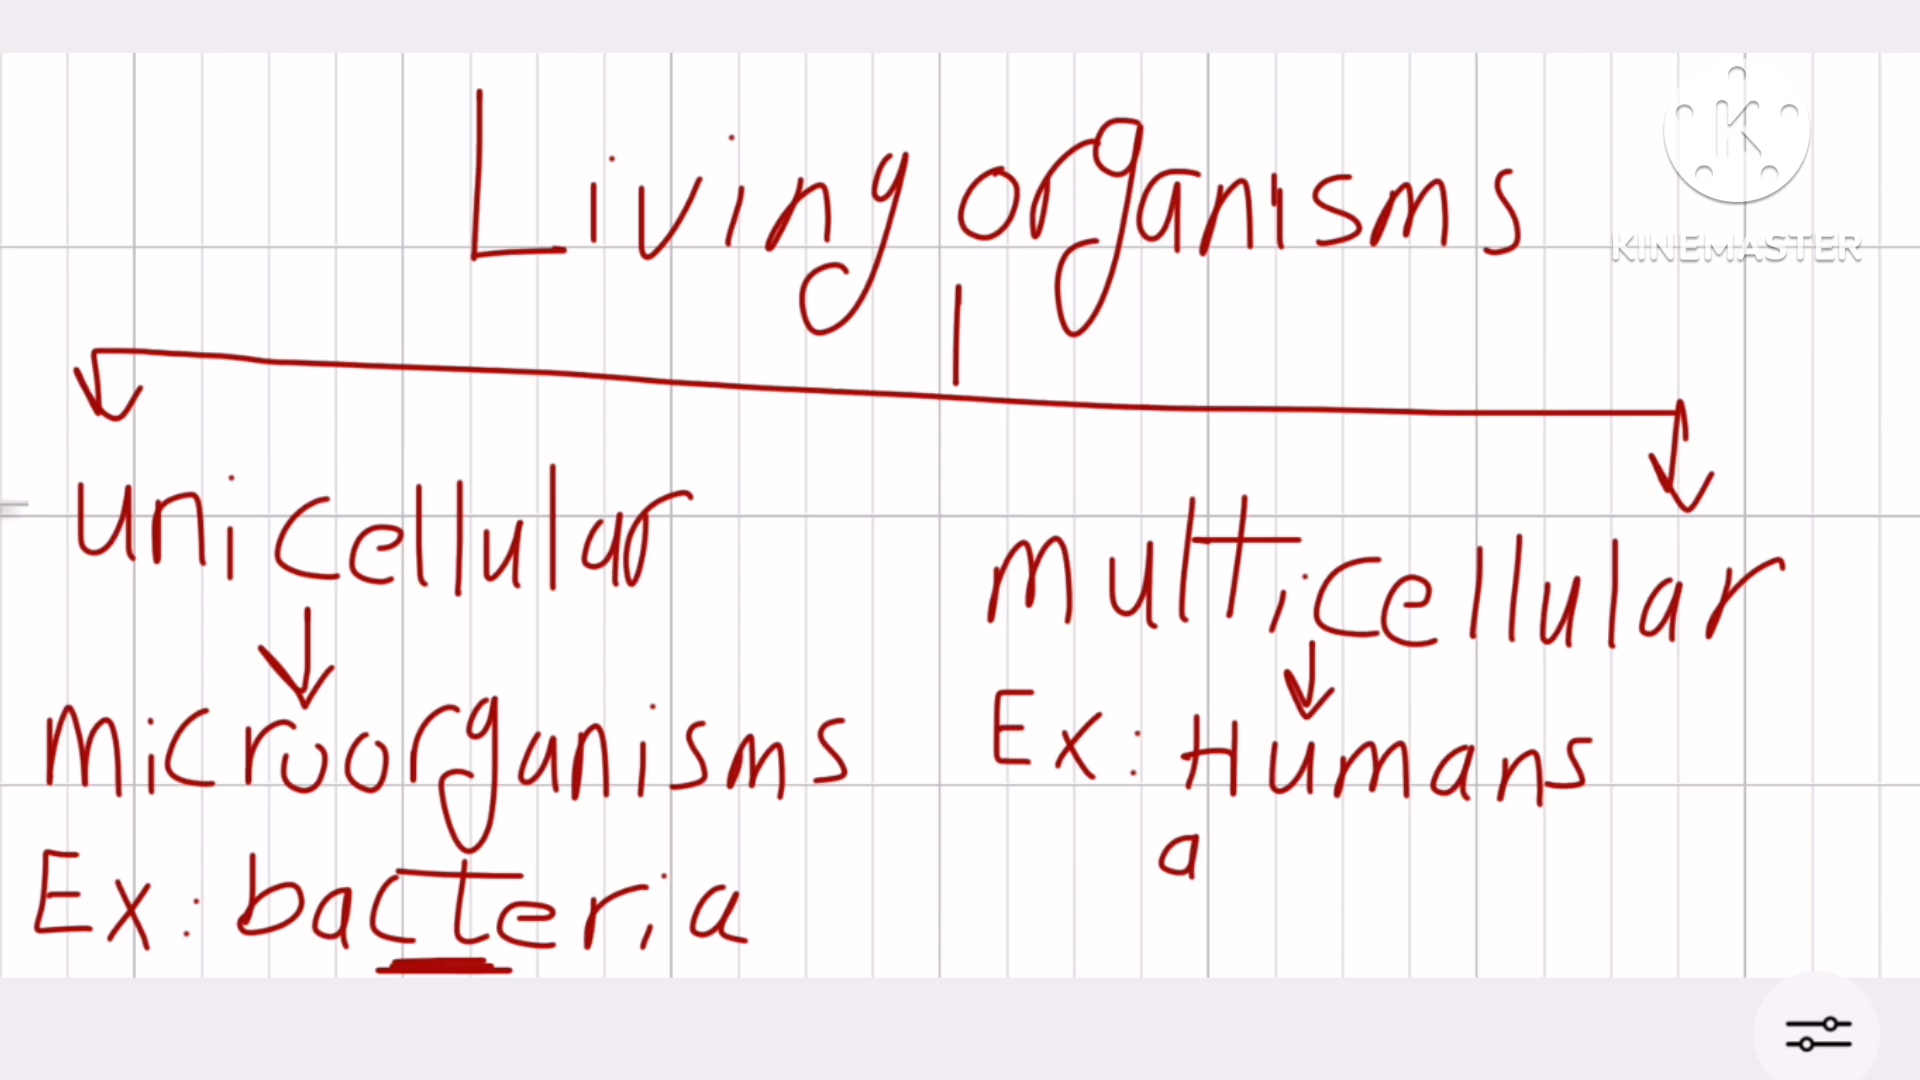 Living organisms
KINEMASTER
unicellular
multicellular
microorganisms
Ex: Humans
a
Ex: bacteria